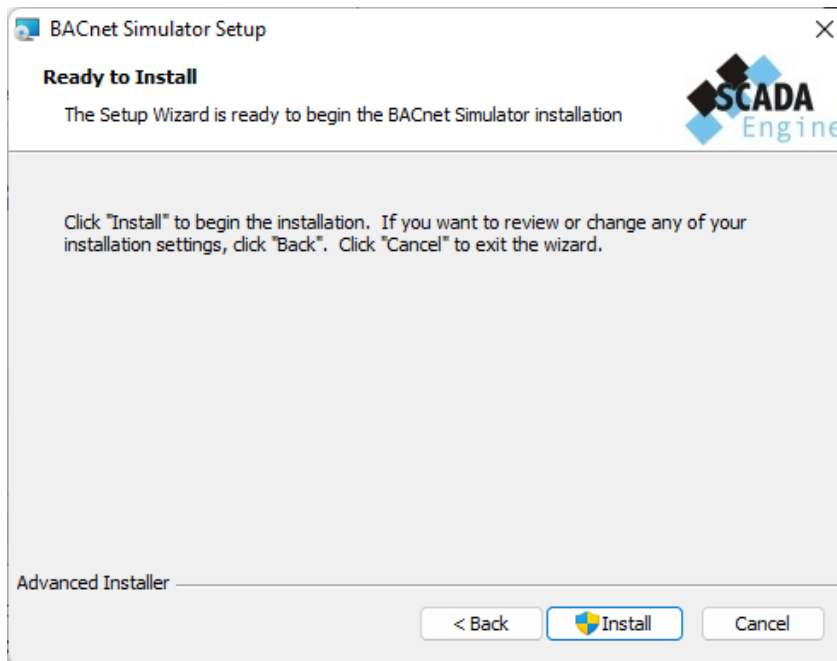 BACnet Simulator Setup
Ready to Install
The Setup Wizard is ready to begin the BACnet Simulator installation
SCADA
Engine
Click "Install" to begin the installation. If you want to review or change any of your
installation settings, click "Back". Click "Cancel" to exit the wizard.
Advanced Installer
< Back
Install
Cancel